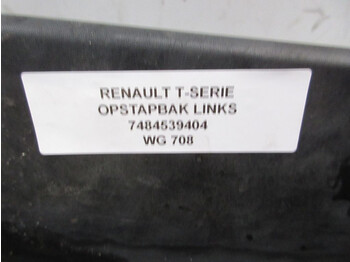 RENAULT T-SERIE
OPSTAPBAK LINKS
7484539404
WG 708